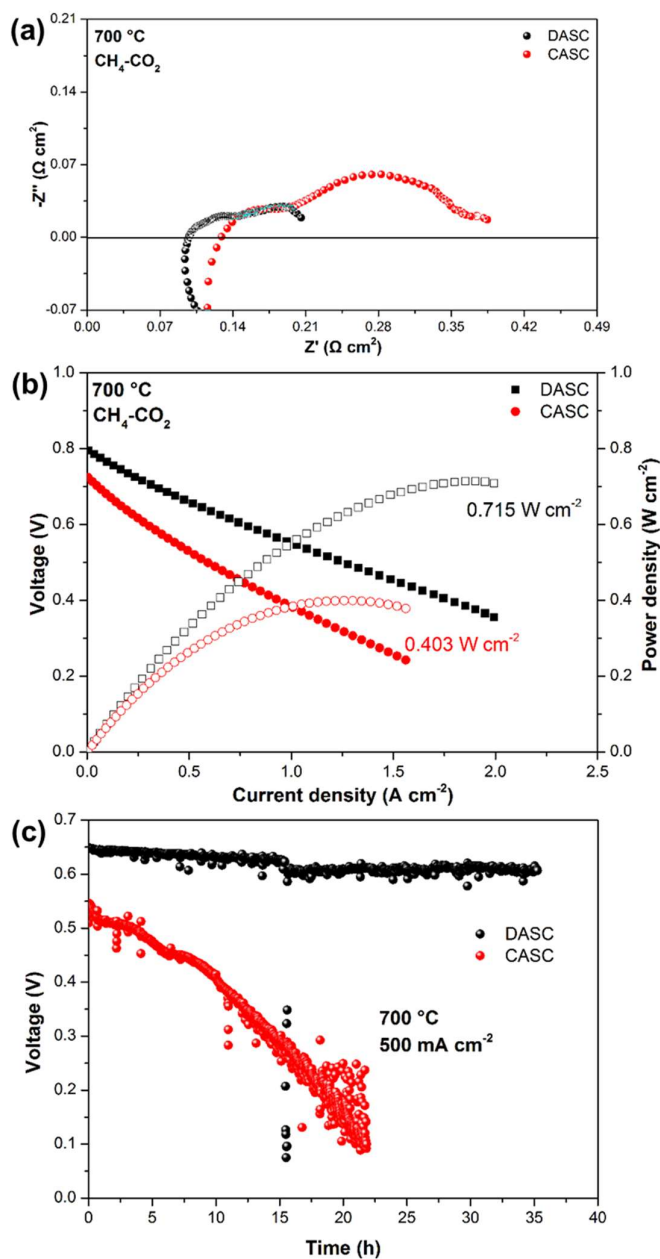 (a)
700 °C
CH₄-CO₂
DASC
CASC
0.21
0.14
0.07
0.00
-0.07
-Z'' (Ω cm²)
0.00 0.07 0.14 0.21 0.28 0.35 0.42 0.49
Z' (Ω cm²)
(b)
700 °C
CH₄-CO₂
DASC
CASC
1.0 1.0
0.8 0.8
0.6 0.6
0.4 0.4
0.2 0.2
0.0 0.0
Voltage (V)
Power density (W cm⁻²)
0.715 W cm⁻²
0.403 W cm⁻²
0.0 0.5 1.0 1.5 2.0 2.5
Current density (A cm⁻²)
(c)
0.7
0.6
0.5
0.4
0.3
0.2
0.1
0.0
Voltage (V)
DASC
CASC
700 °C
500 mA cm⁻²
0 5 10 15 20 25 30 35 40
Time (h)